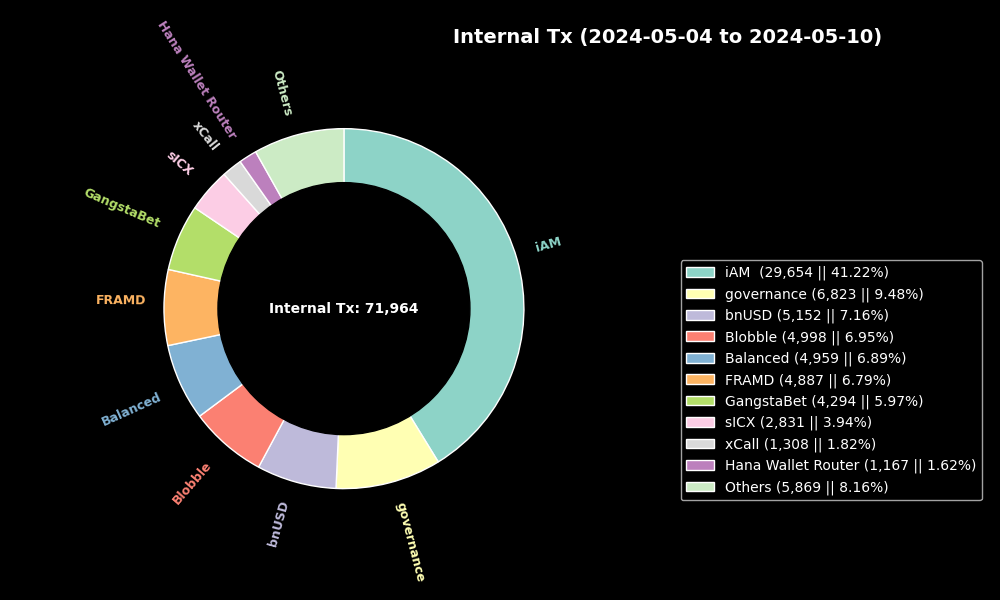 Internal Tx (2024-05-04 to 2024-05-10)
Hana Wallet Router
Others
xCall
sICX
GangstaBet
iAM
FRAMD
Internal Tx: 71,964
Balanced
Blobble
bnUSD
governance
iAM  (29,654 || 41.22%)
governance (6,823 || 9.48%)
bnUSD (5,152 || 7.16%)
Blobble (4,998 || 6.95%)
Balanced (4,959 || 6.89%)
FRAMD (4,887 || 6.79%)
GangstaBet (4,294 || 5.97%)
sICX (2,831 || 3.94%)
xCall (1,308 || 1.82%)
Hana Wallet Router (1,167 || 1.62%)
Others (5,869 || 8.16%)